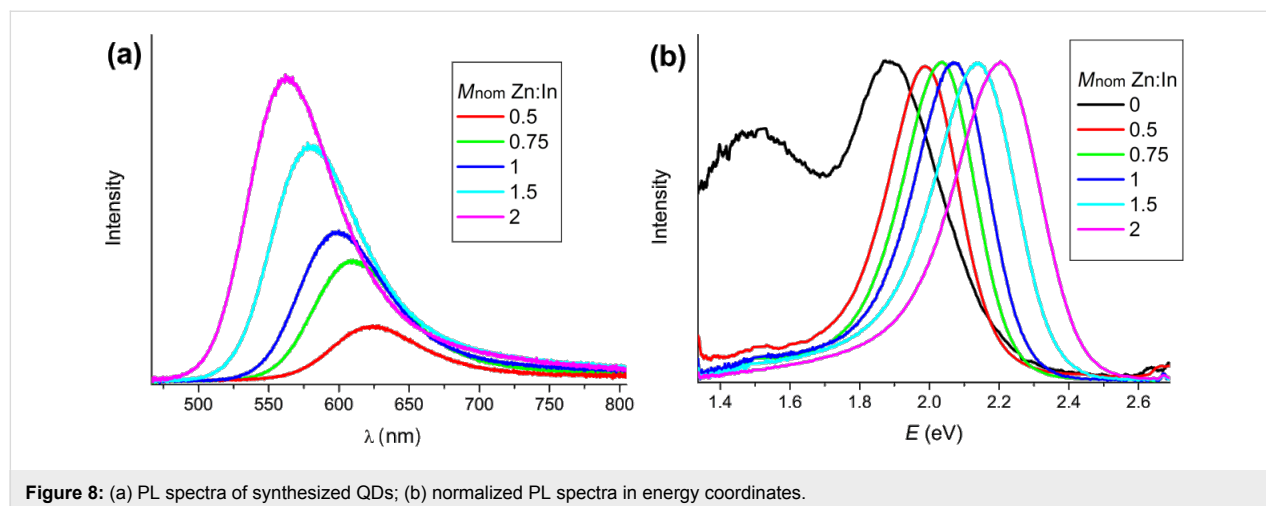 (a)
Mnom Zn:In
0.5
0.75
1
1.5
2
Intensity
500 550 600 650 700 750 800
λ (nm)
(b)
Mnom Zn:In
0
0.5
0.75
1
1.5
2
Intensity
1.4 1.6 1.8 2.0 2.2 2.4 2.6
E (eV)
Figure 8: (a) PL spectra of synthesized QDs; (b) normalized PL spectra in energy coordinates.